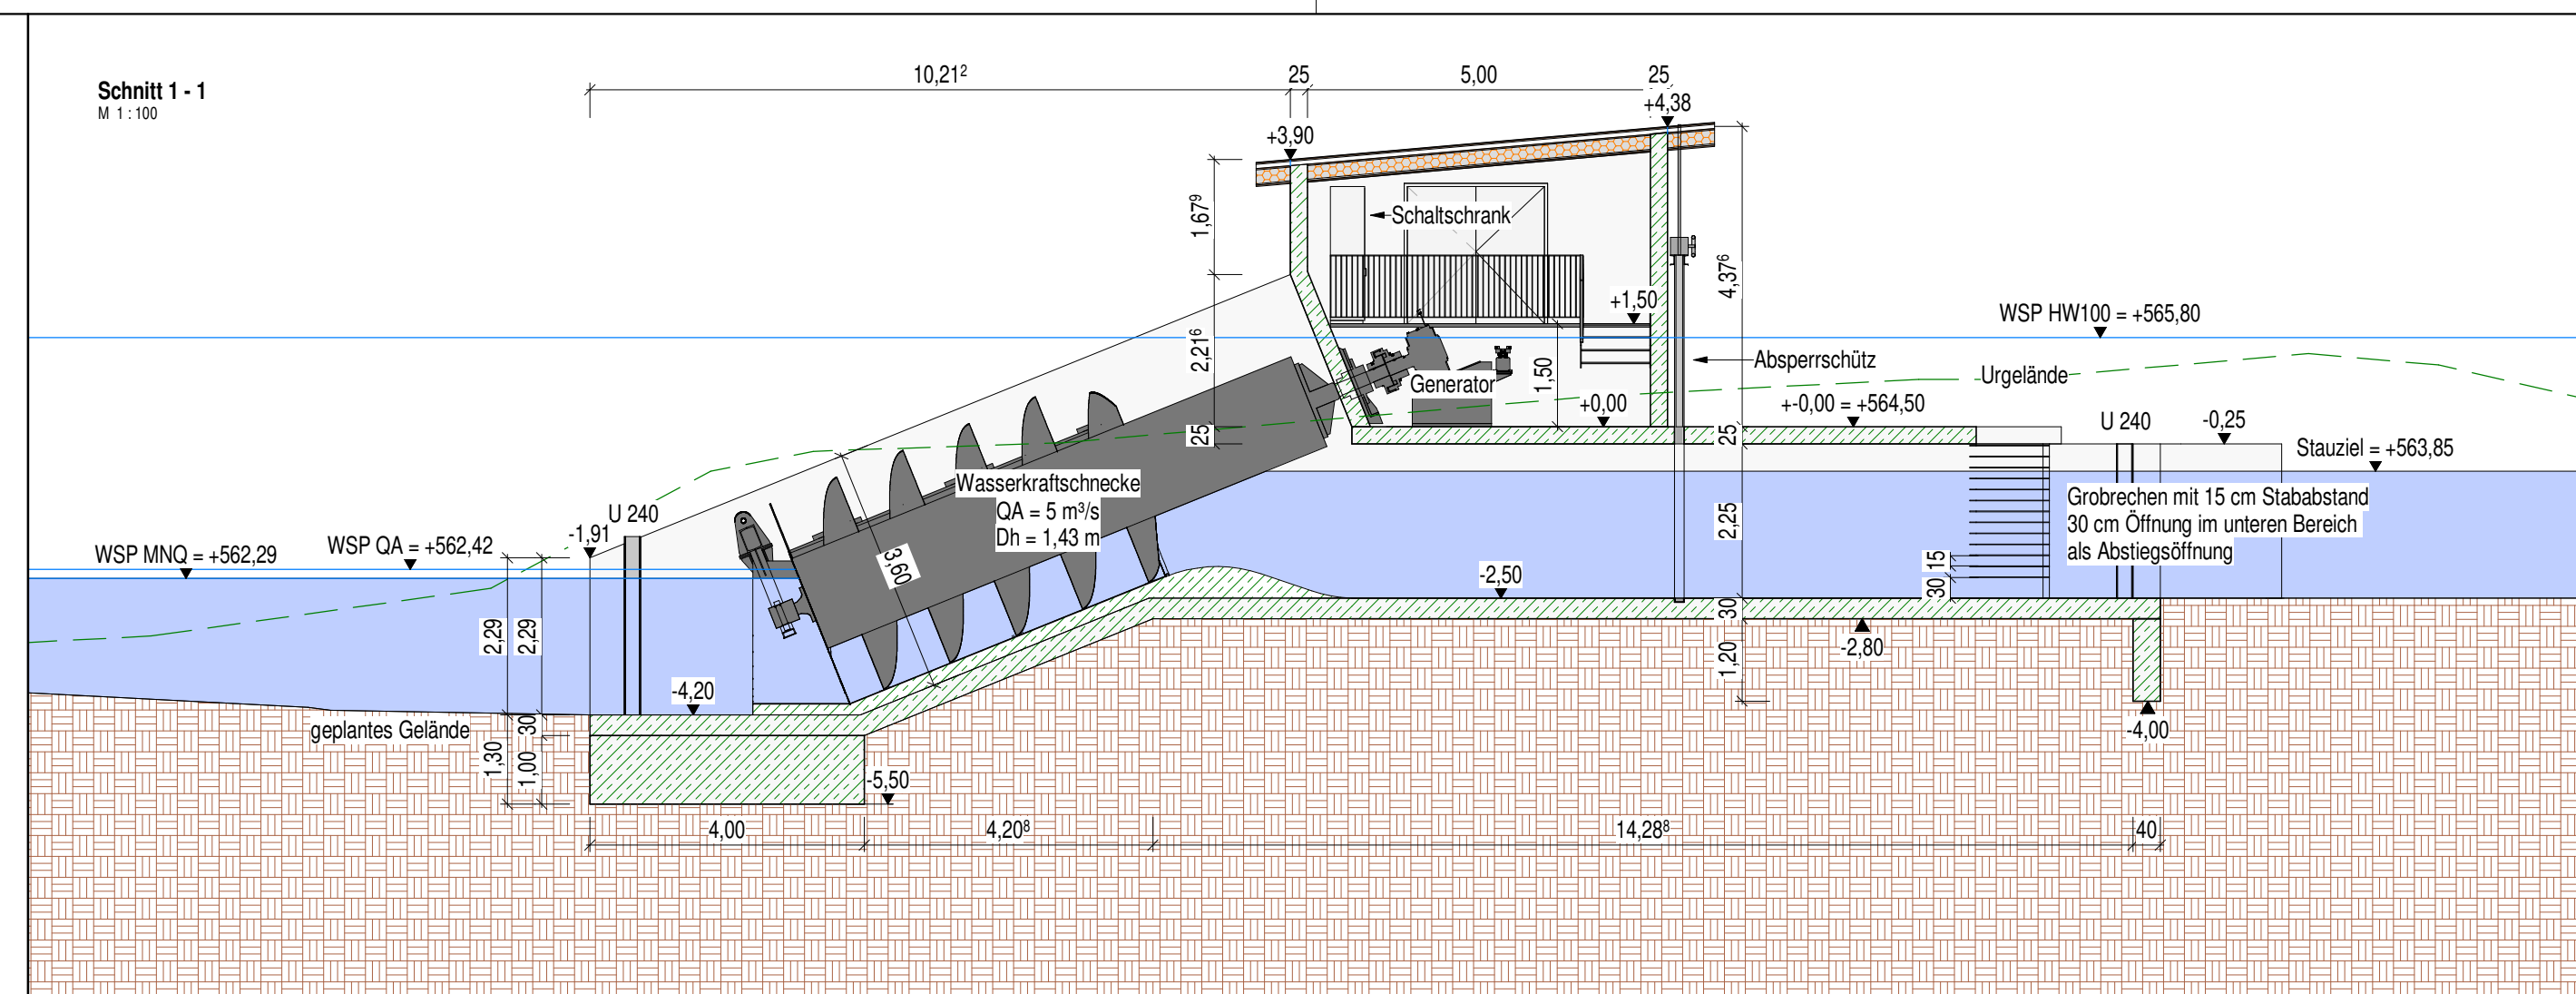 Schnitt 1 - 1
M 1 : 100
10,21²
25
5,00
25
+3,90
+4,38
1,67⁹
Schaltschrank
4,37⁶
+1,50
WSP HW100 = +565,80
2,21⁶
Absperrschütz
Urgelände
Generator
1,50
+0,00
+-0,00 = +564,50
25
25
U 240
-0,25
Stauziel = +563,85
Wasserkraftschnecke
QA = 5 m³/s
Dh = 1,43 m
Grobrechen mit 15 cm Stababstand
30 cm Öffnung im unteren Bereich
als Abstiegsöffnung
U 240
-1,91
WSP MNQ = +562,29
WSP QA = +562,42
3,60
2,25
15
30
-2,50
30
2,29
2,29
-2,80
1,20
-4,20
geplantes Gelände
30
1,30
1,00
-4,00
-5,50
4,00
4,20⁸
14,28⁸
40